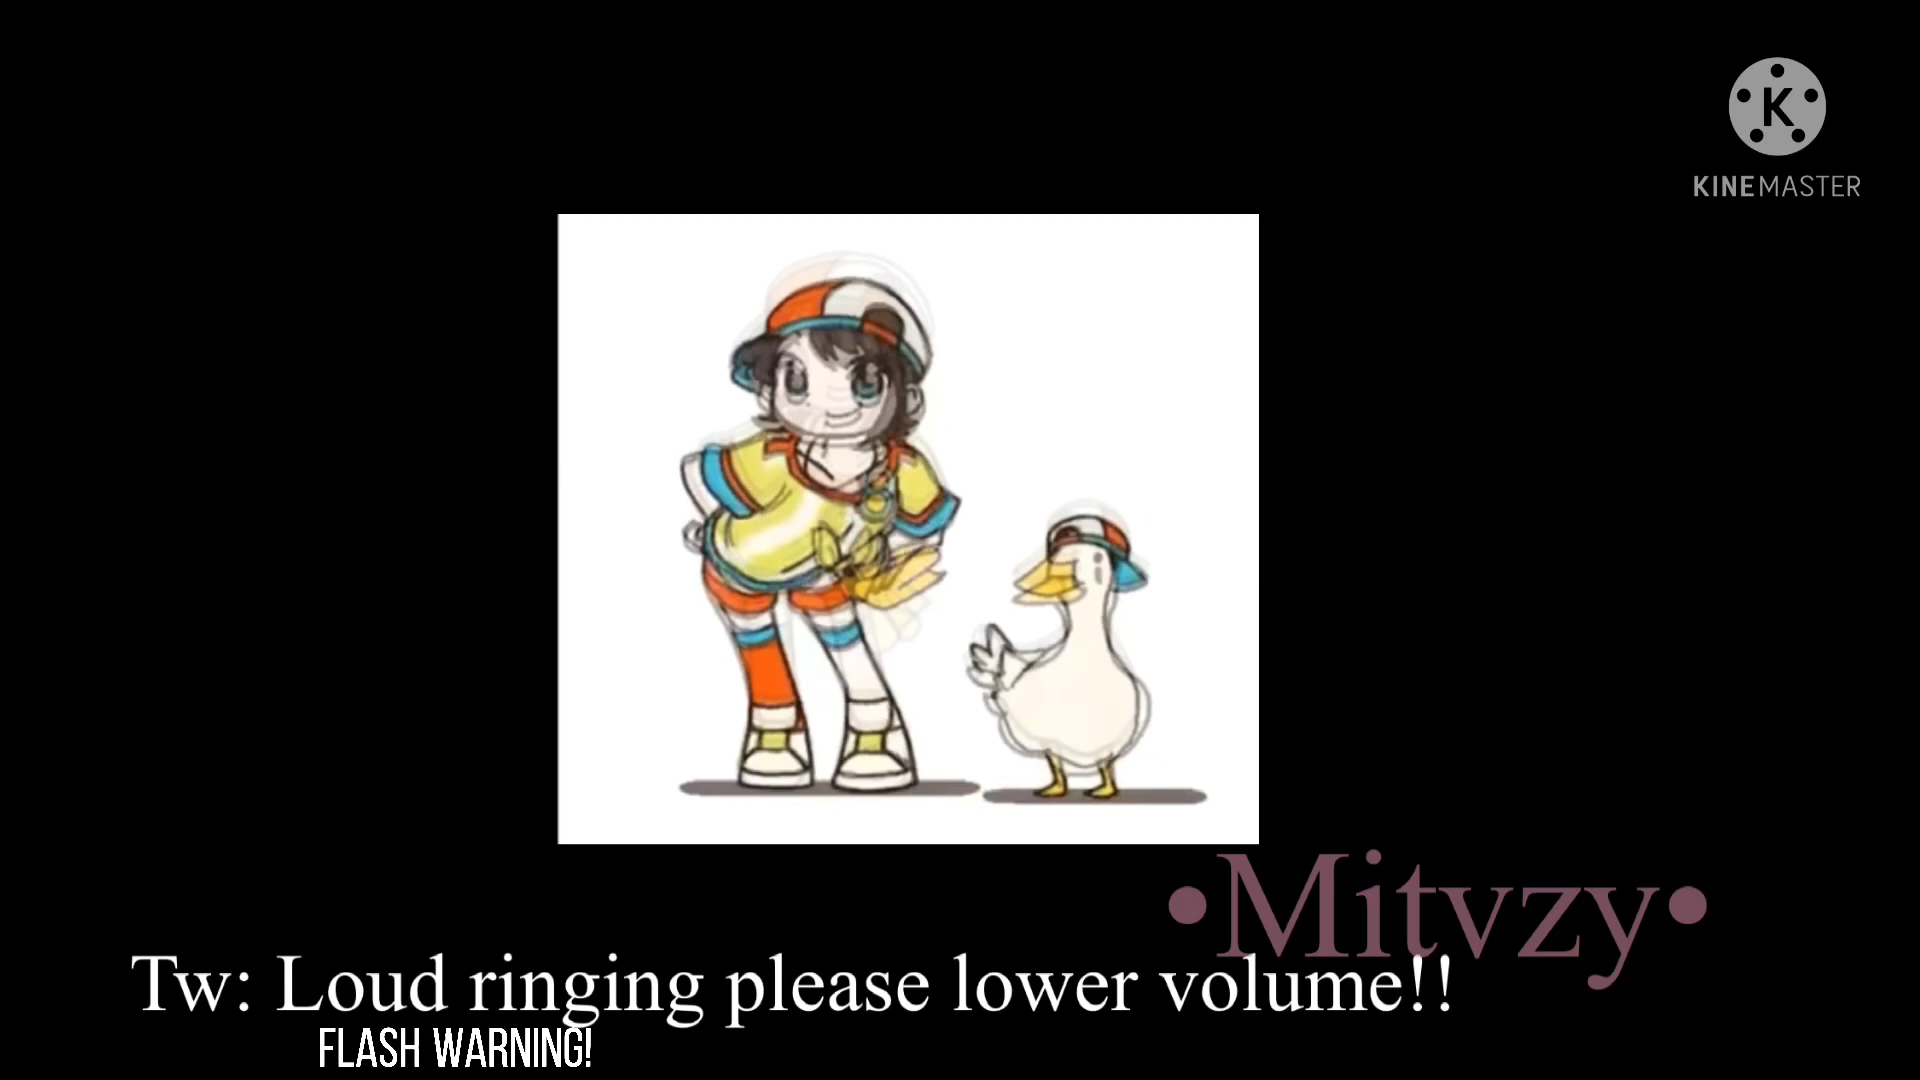 K
KINEMASTER
•Mitvzy•
Tw: Loud ringing please lower volume!!
FLASH WARNING!